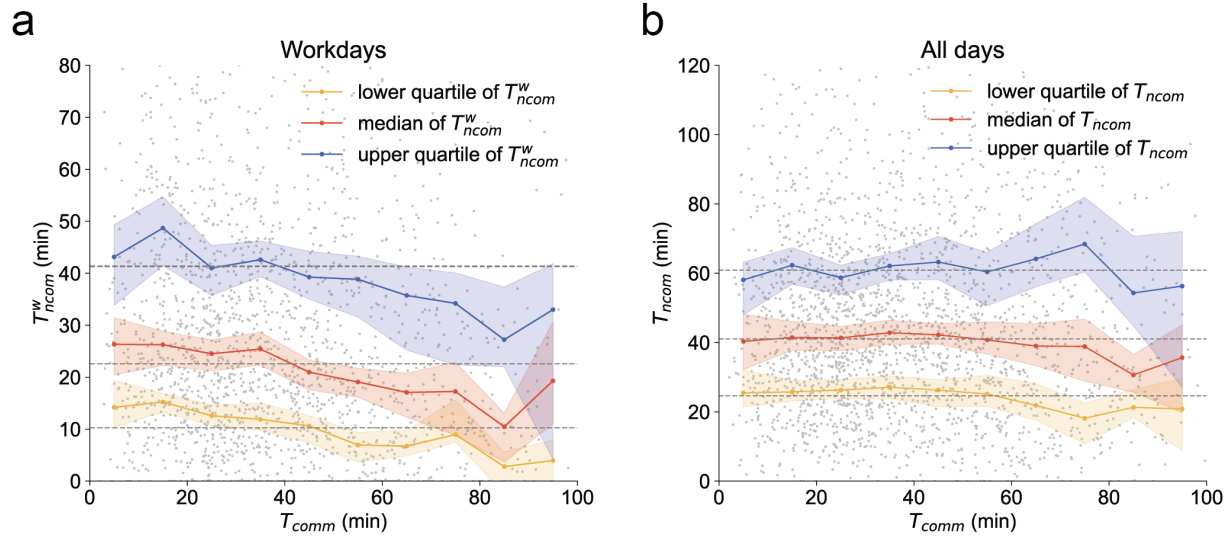 a
Workdays
80
70
60
50
40
30
20
10
0
T^w_ncom (min)
lower quartile of T^w_ncom
median of T^w_ncom
upper quartile of T^w_ncom
0 20 40 60 80 100
T_comm (min)
b
All days
120
100
80
60
40
20
0
T_ncom (min)
lower quartile of T_ncom
median of T_ncom
upper quartile of T_ncom
0 20 40 60 80 100
T_comm (min)